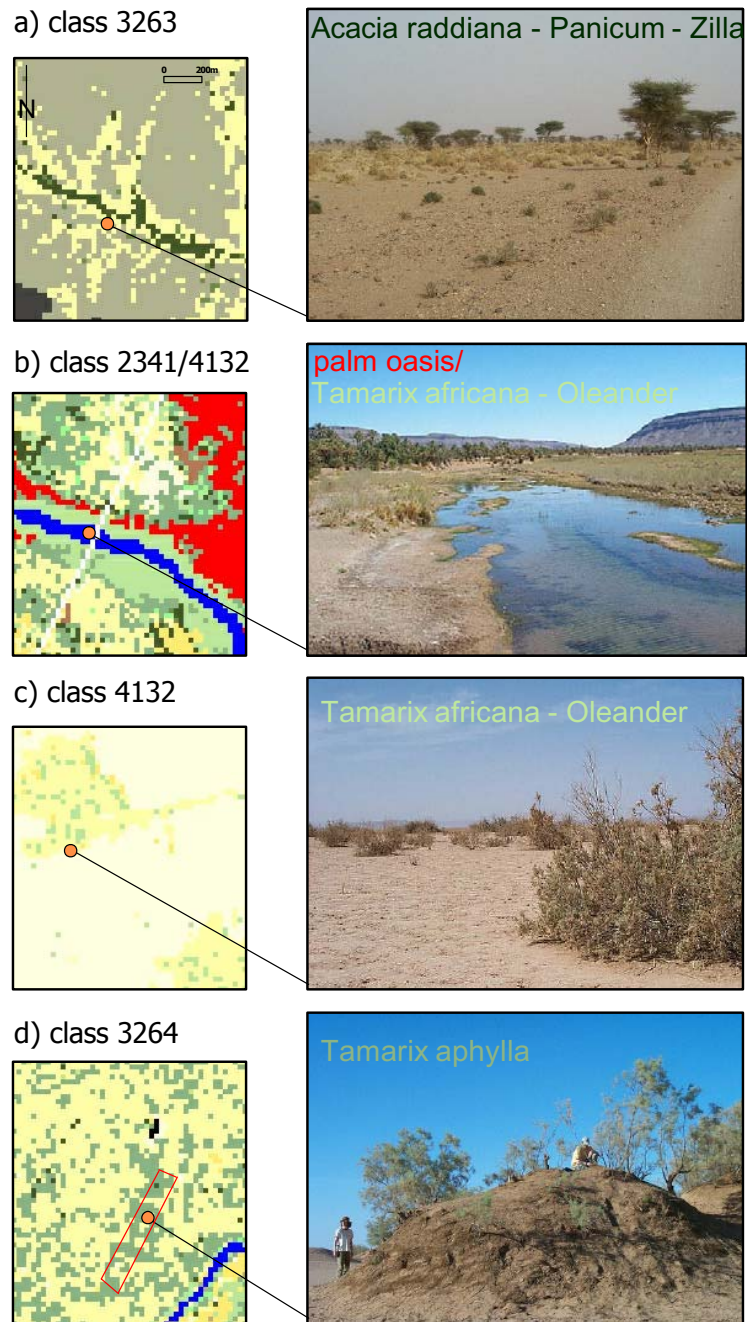 a) class 3263
Acacia raddiana - Panicum - Zilla
0 200m
N
b) class 2341/4132
palm oasis/
Tamarix africana - Oleander
c) class 4132
Tamarix africana - Oleander
d) class 3264
Tamarix aphylla